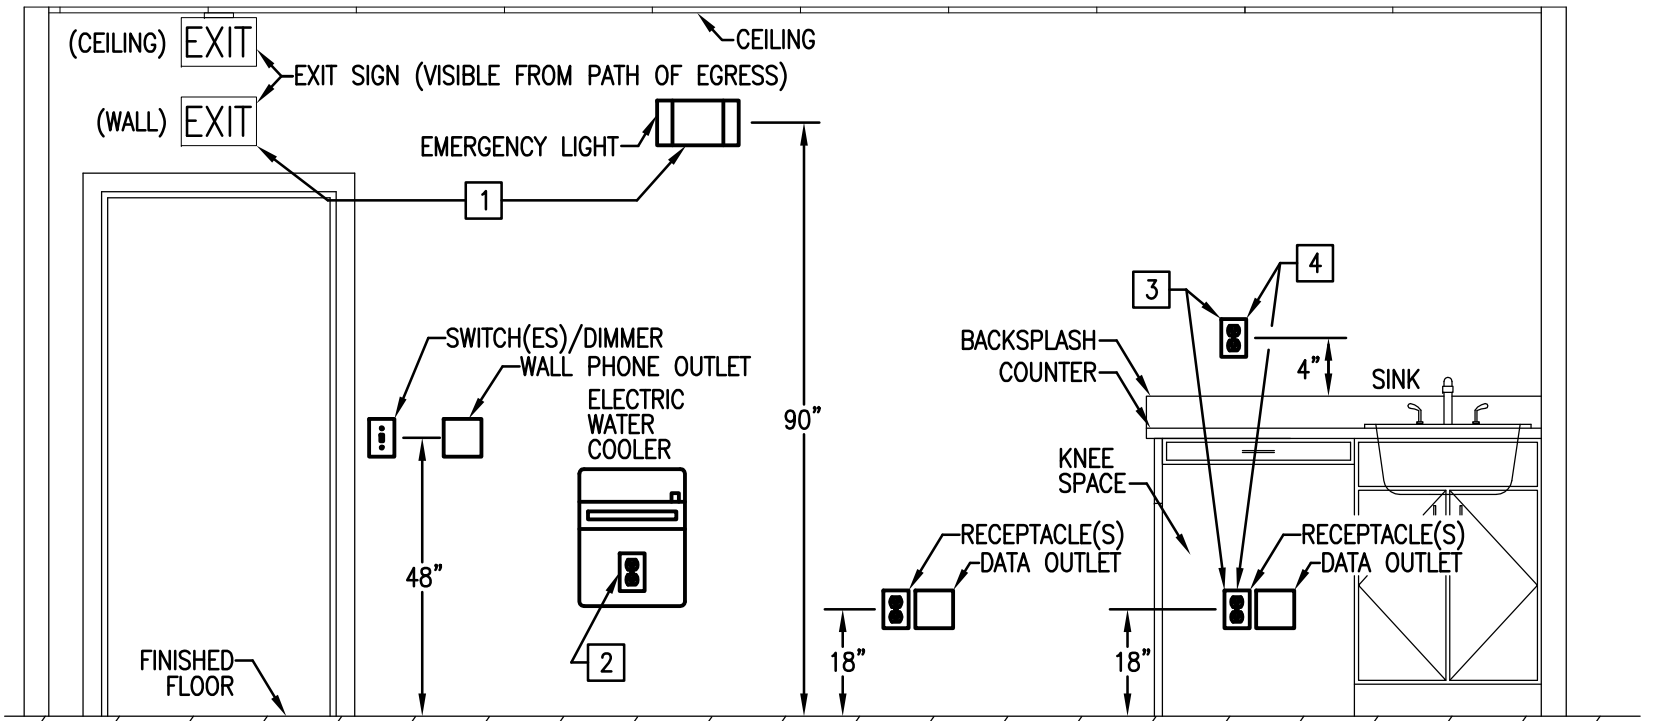 (CEILING) EXIT
CEILING
EXIT SIGN (VISIBLE FROM PATH OF EGRESS)
(WALL) EXIT
EMERGENCY LIGHT
1
4
3
SWITCH(ES)/DIMMER
WALL PHONE OUTLET
BACKSPLASH
COUNTER
4"
SINK
ELECTRIC
WATER
COOLER
90"
KNEE
SPACE
RECEPTACLE(S)
DATA OUTLET
RECEPTACLE(S)
DATA OUTLET
48"
2
18"
18"
FINISHED
FLOOR